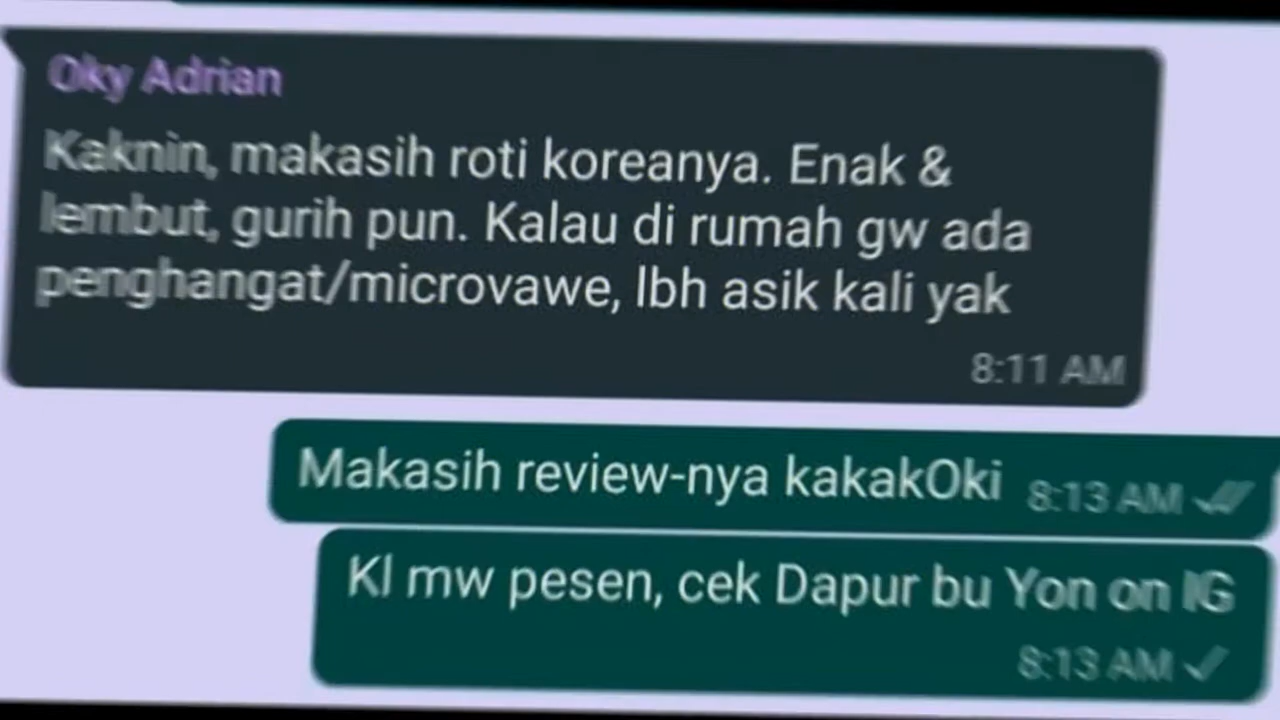 Oky Adrian
Kaknin, makasih roti koreanya. Enak &
lembut, gurih pun. Kalau di rumah gw ada
penghangat/microvawe, lbh asik kali yak
8:11 AM
Makasih review-nya kakakOki 8:13 AM
Kl mw pesen, cek Dapur bu Yon on IG
8:13 AM